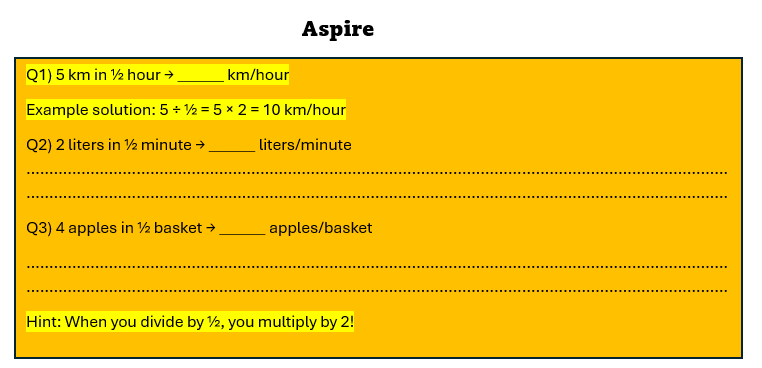 Aspire
Q1) 5 km in ½ hour → ______ km/hour
Example solution: 5 ÷ ½ = 5 × 2 = 10 km/hour
Q2) 2 liters in ½ minute → ______ liters/minute
................................................................................
................................................................................
Q3) 4 apples in ½ basket → ______ apples/basket
................................................................................
................................................................................
Hint: When you divide by ½, you multiply by 2!